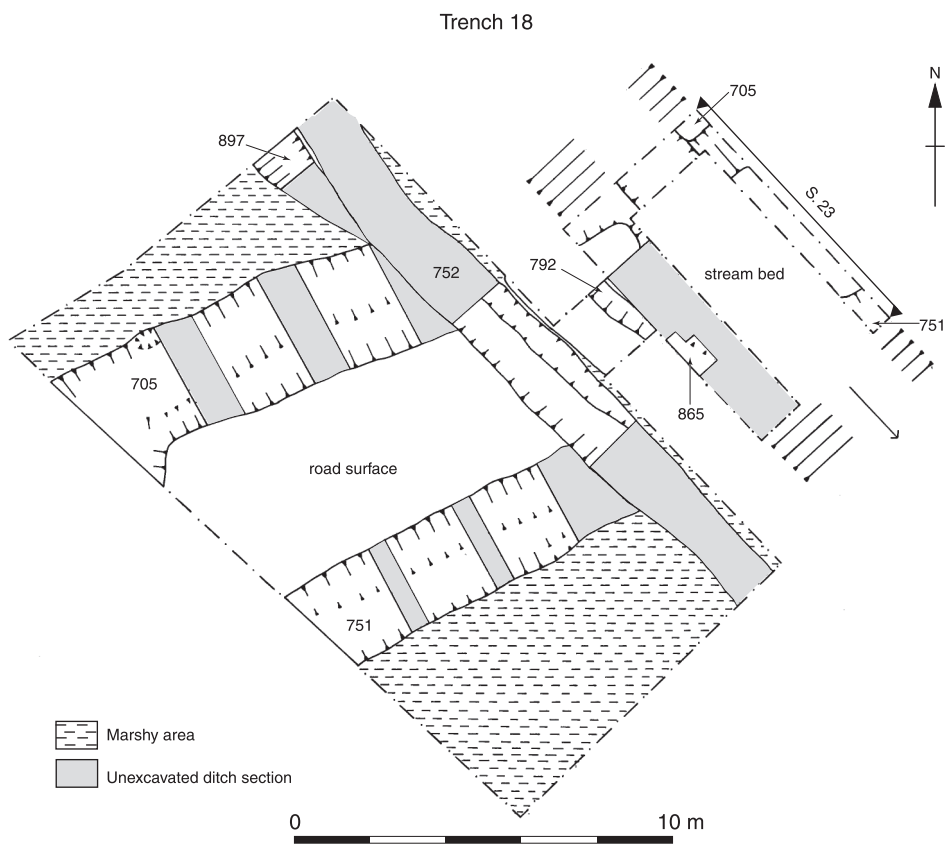 Trench 18
N
705
897
S. 23
752
792
stream bed
751
705
865
road surface
751
Marshy area
Unexcavated ditch section
0 10 m